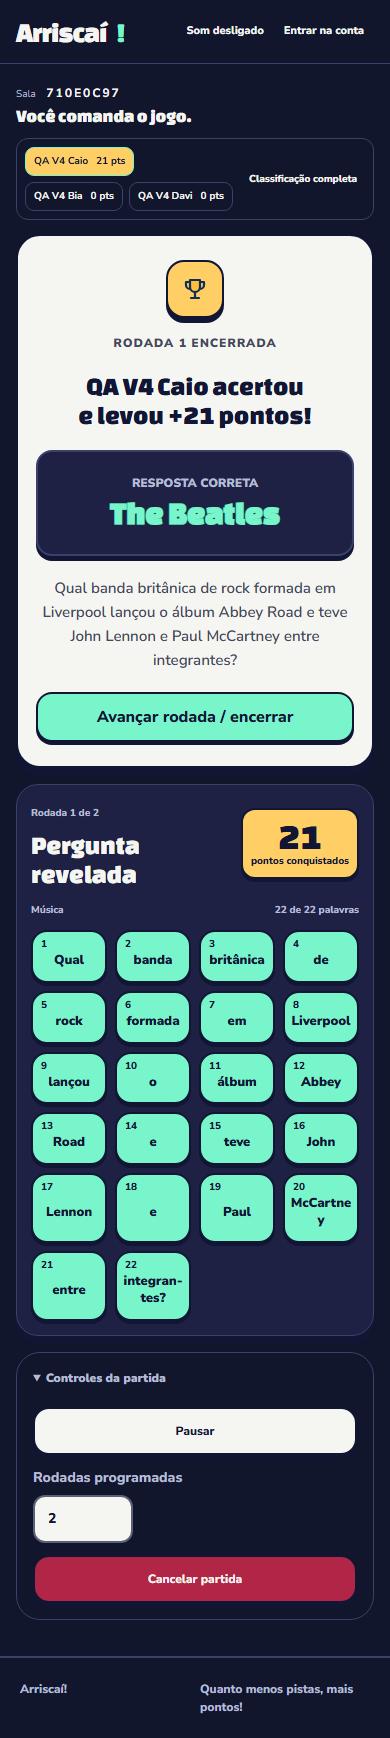 Arriscaí !
Som desligado
Entrar na conta
Sala 710E0C97
Você comanda o jogo.
QA V4 Caio 21 pts
QA V4 Bia 0 pts
QA V4 Davi 0 pts
Classificação completa
RODADA 1 ENCERRADA
QA V4 Caio acertou
e levou +21 pontos!
RESPOSTA CORRETA
The Beatles
Qual banda britânica de rock formada em
Liverpool lançou o álbum Abbey Road e teve
John Lennon e Paul McCartney entre
integrantes?
Avançar rodada / encerrar
Rodada 1 de 2
Pergunta
revelada
21
pontos conquistados
Música
22 de 22 palavras
1
Qual
2
banda
3
britânica
4
de
5
rock
6
formada
7
em
8
Liverpool
9
lançou
10
o
11
álbum
12
Abbey
13
Road
14
e
15
teve
16
John
17
Lennon
18
e
19
Paul
20
McCartne
y
21
entre
22
integran-
tes?
▼ Controles da partida
Pausar
Rodadas programadas
2
Cancelar partida
Arriscaí!
Quanto menos pistas, mais
pontos!